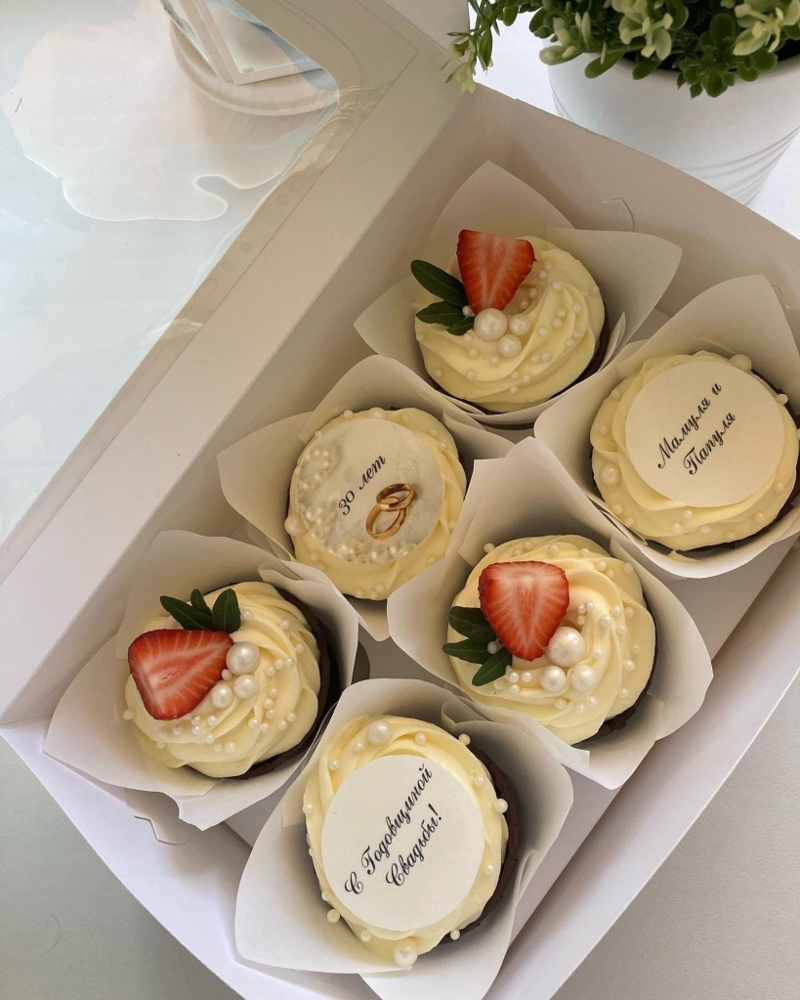 Мамуля и
Папуля
30 лет
С Годовщиной
Свадьбы!